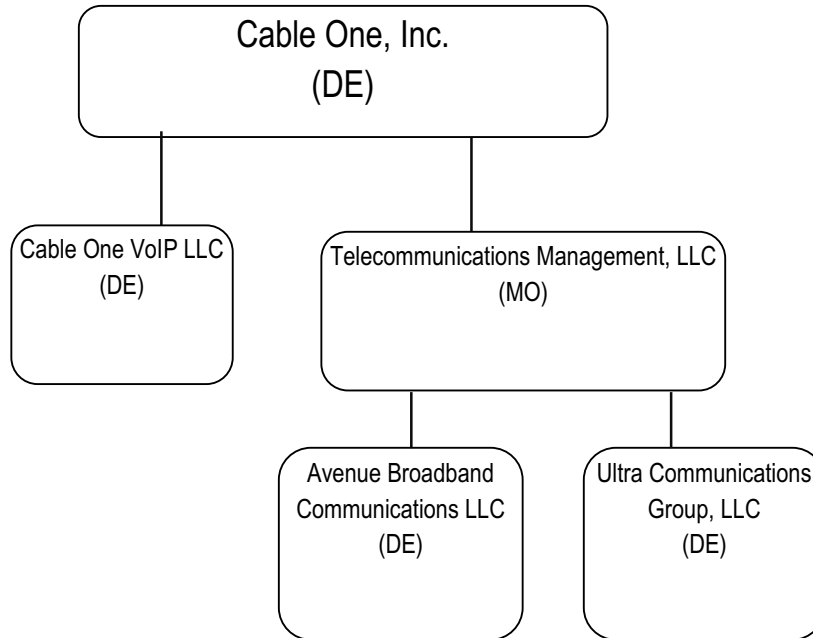 Cable One, Inc.
(DE)
Cable One VoIP LLC
(DE)
Telecommunications Management, LLC
(MO)
Avenue Broadband
Communications LLC
(DE)
Ultra Communications
Group, LLC
(DE)